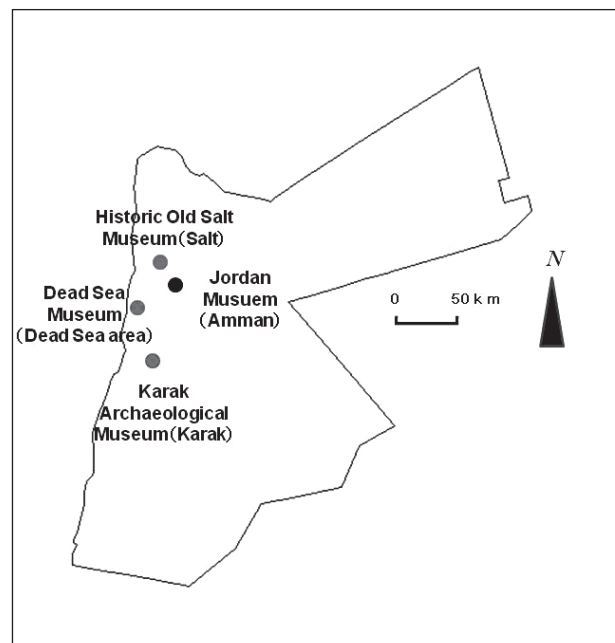 Historic Old Salt
Museum(Salt)
Jordan
Musuem
(Amman)
Dead Sea
Museum
(Dead Sea area)
Karak
Archaeological
Museum(Karak)
0 50 k m
N